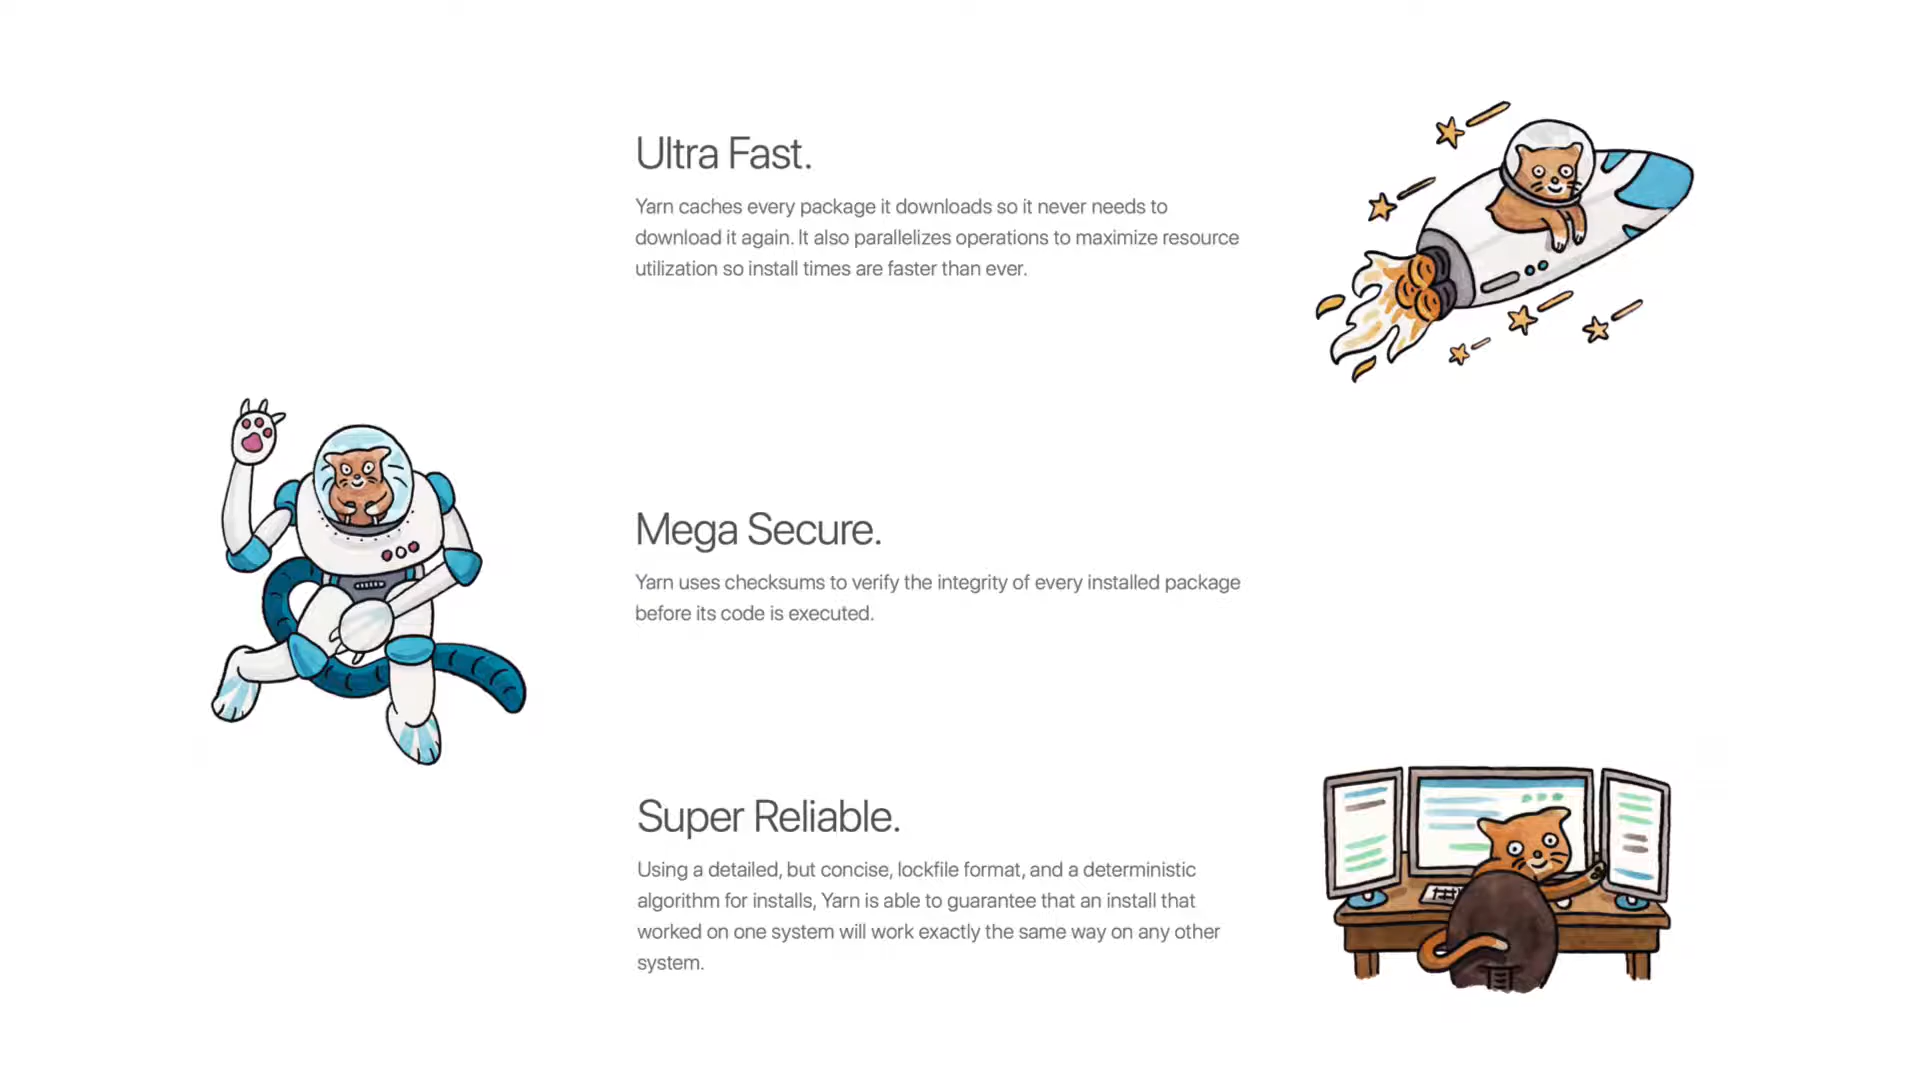 Ultra Fast.
Yarn caches every package it downloads so it never needs to
download it again. It also parallelizes operations to maximize resource
utilization so install times are faster than ever.
Mega Secure.
Yarn uses checksums to verify the integrity of every installed package
before its code is executed.
Super Reliable.
Using a detailed, but concise, lockfile format, and a deterministic
algorithm for installs, Yarn is able to guarantee that an install that
worked on one system will work exactly the same way on any other
system.